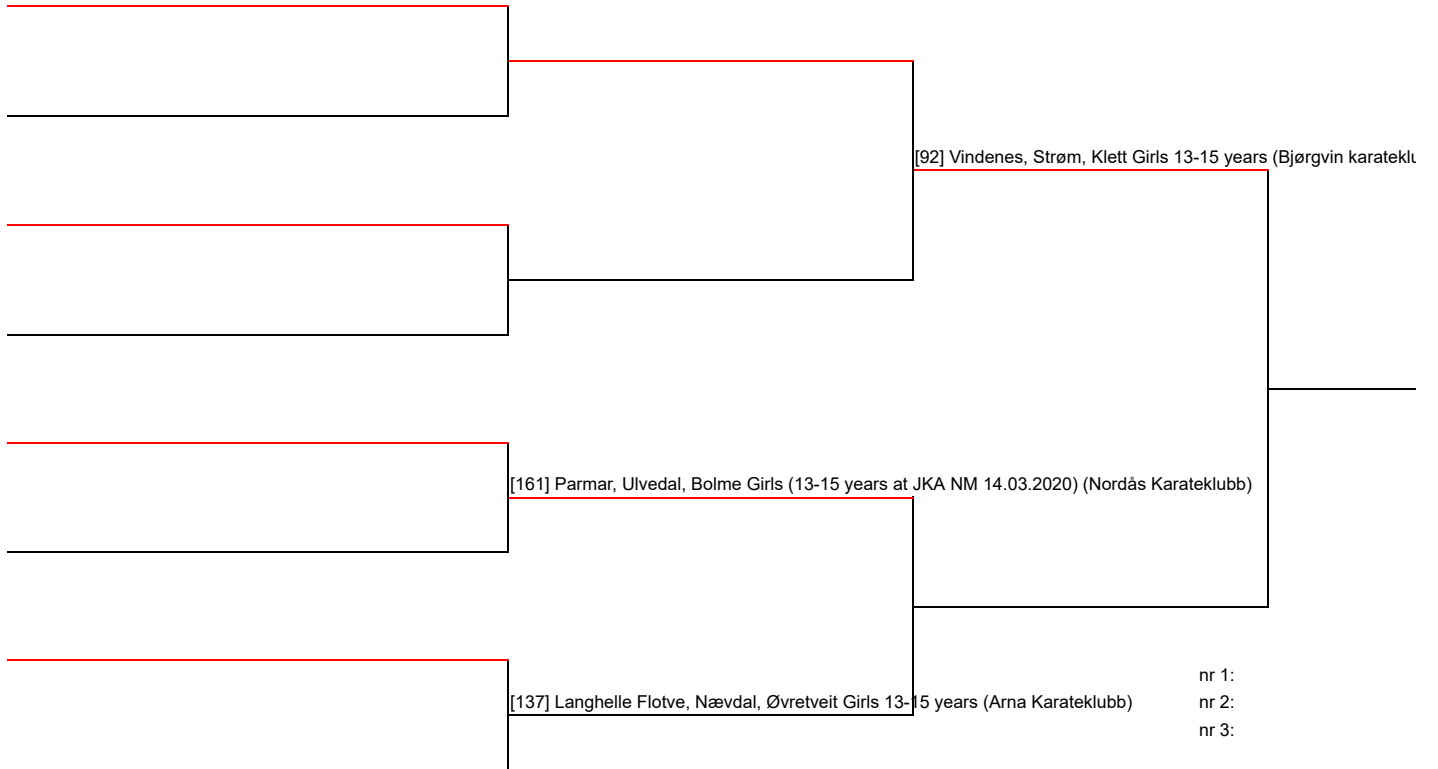 [92] Vindenes, Strøm, Klett Girls 13-15 years (Bjørgvin
[161] Parmar, Ulvedal, Bolme Girls (13-15 years at JKA NM 14.03.2020) (Nordås Karateklubb)
nr 1:
[137] Langhelle Flotve, Nævdal, Øvretveit Girls 13-15 years (Arna Karateklubb)
nr 2:
nr 3: